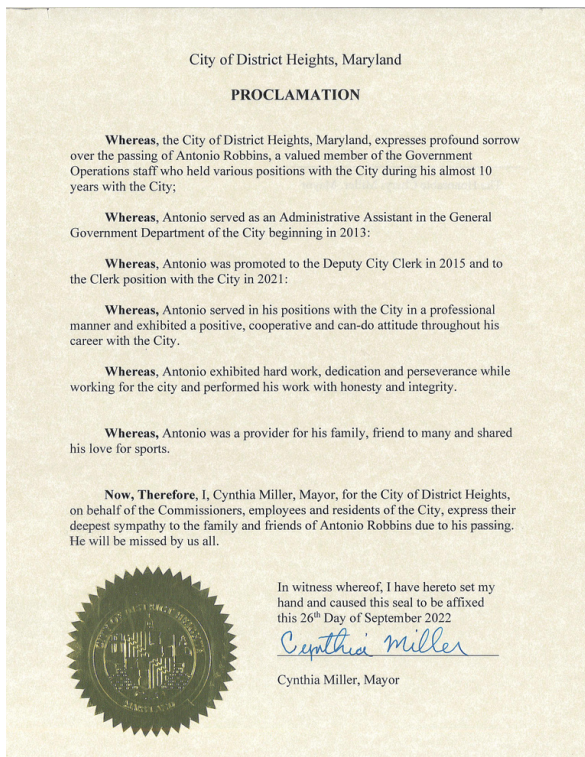 City of District Heights, Maryland
PROCLAMATION
Whereas, the City of District Heights, Maryland, expresses profound sorrow
over the passing of Antonio Robbins, a valued member of the Government
Operations staff who held various positions with the City during his almost 10
years with the City;
Whereas, Antonio served as an Administrative Assistant in the General
Government Department of the City beginning in 2013:
Whereas, Antonio was promoted to the Deputy City Clerk in 2015 and to
the Clerk position with the City in 2021:
Whereas, Antonio served in his positions with the City in a professional
manner and exhibited a positive, cooperative and can-do attitude throughout his
career with the City.
Whereas, Antonio exhibited hard work, dedication and perseverance while
working for the city and performed his work with honesty and integrity.
Whereas, Antonio was a provider for his family, friend to many and shared
his love for sports.
Now, Therefore, I, Cynthia Miller, Mayor, for the City of District Heights,
on behalf of the Commissioners, employees and residents of the City, express their
deepest sympathy to the family and friends of Antonio Robbins due to his passing.
He will be missed by us all.
In witness whereof, I have hereto set my
hand and caused this seal to be affixed
this 26th Day of September 2022
Cynthia Miller
Cynthia Miller, Mayor
MARYLAND